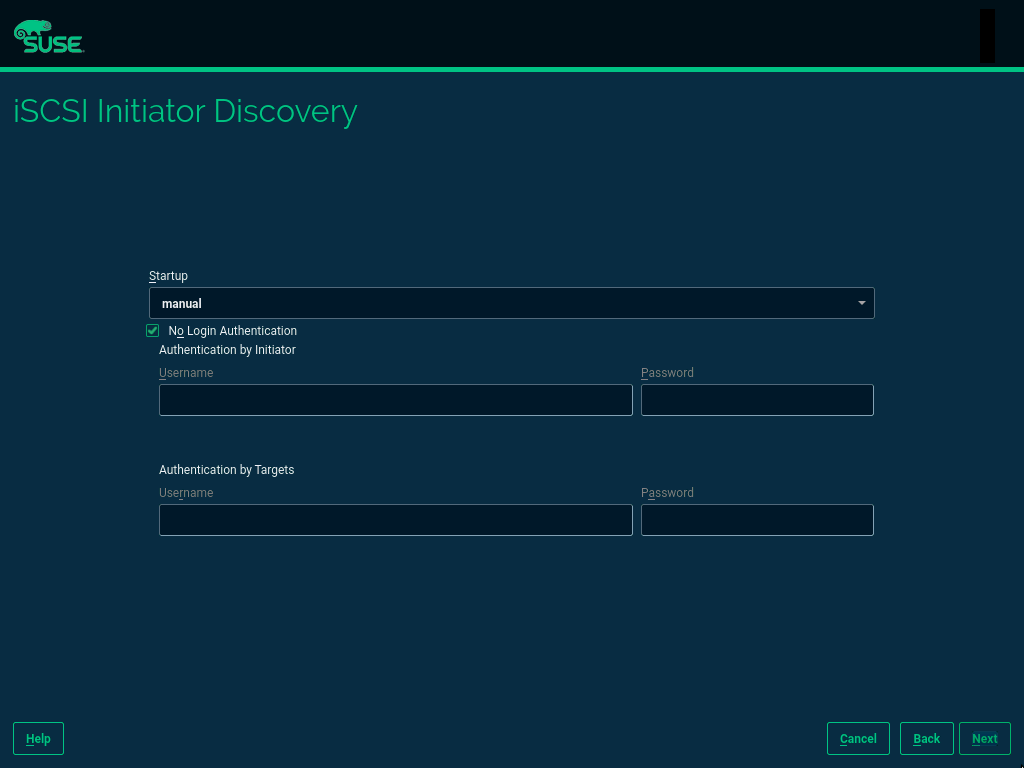 SUSE
iSCSI Initiator Discovery
Startup
manual
No Login Authentication
Authentication by Initiator
Username Password
Authentication by Targets
Username Password
Help Cancel Back Next